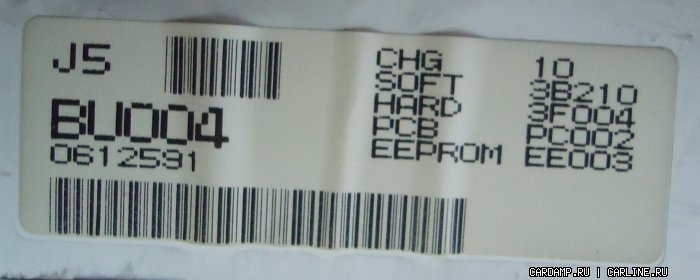 J5
BU004
0612591
CHG 10
SOFT 3B210
HARD 3F004
PCB PC002
EEPROM EE003
CARDAMP.RU | CARLINE.RU